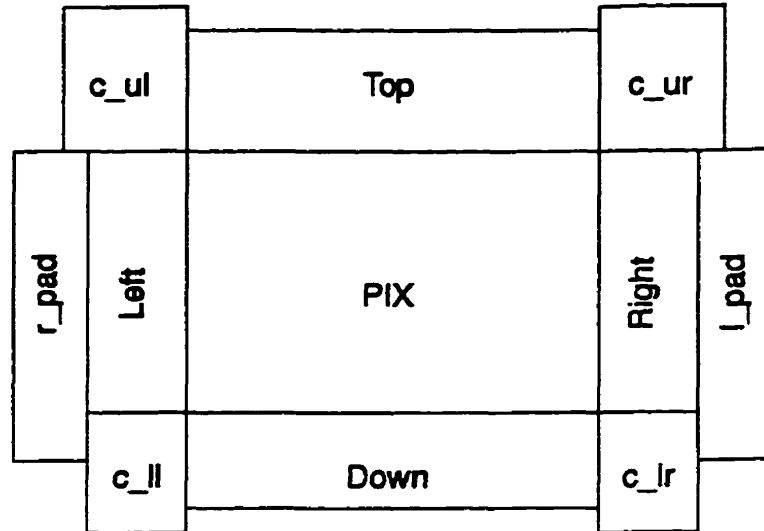 c_ul
Top
c_ur
r_pad
Left
PIX
Right
l_pad
c_ll
Down
c_lr